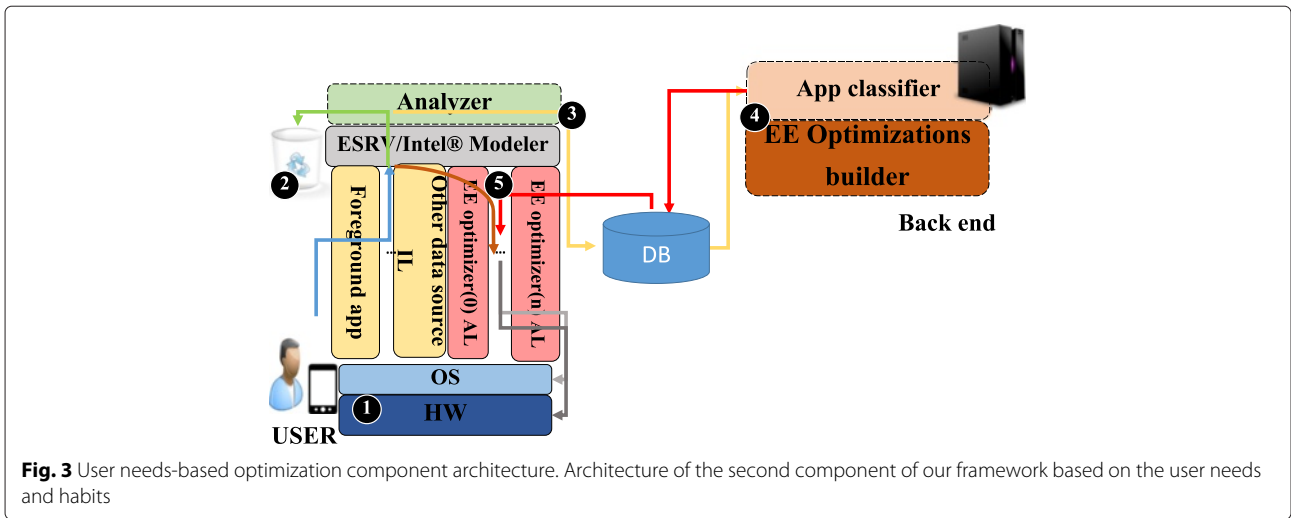 Analyzer
3
ESRV/Intel® Modeler
2
Foreground app
...
Other data source
IL
EE optimizer(0) AL
5
...
EE optimizer(n) AL
OS
1
HW
USER
DB
App classifier
4
EE Optimizations
builder
Back end
Fig. 3 User needs-based optimization component architecture. Architecture of the second component of our framework based on the user needs
and habits